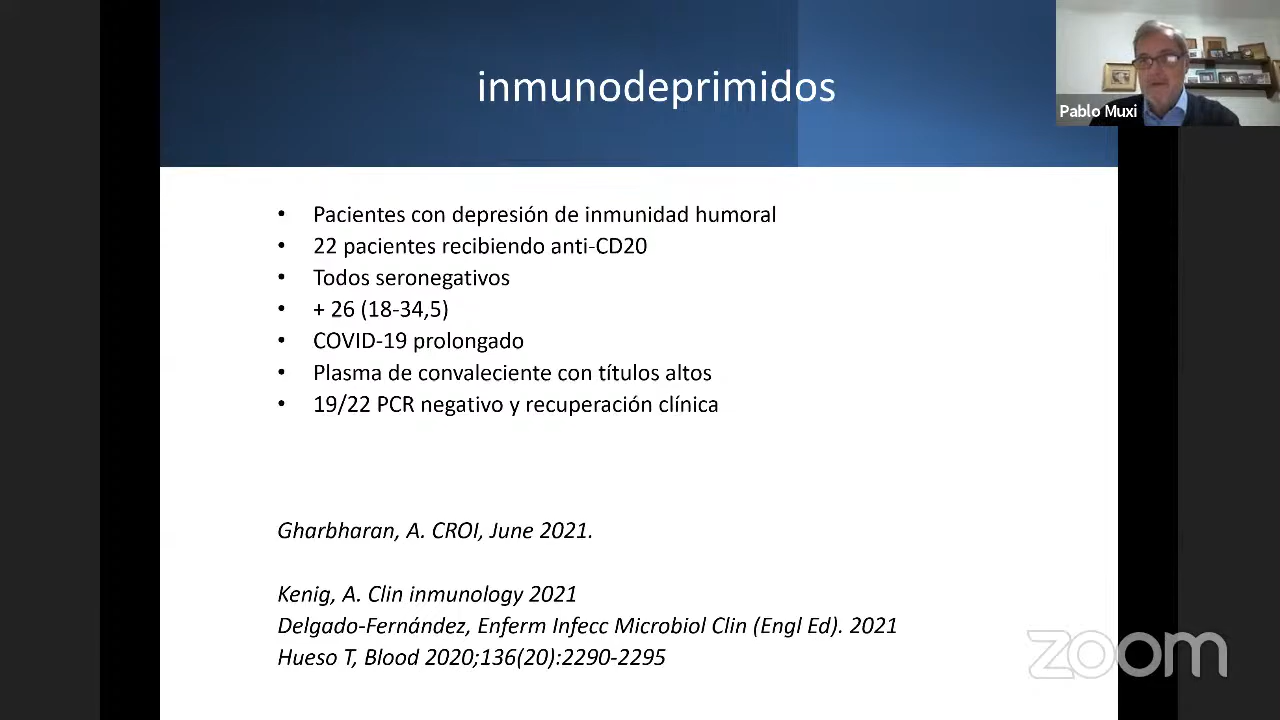 inmunodeprimidos
Pablo Muxi
• Pacientes con depresión de inmunidad humoral
• 22 pacientes recibiendo anti-CD20
• Todos seronegativos
• + 26 (18-34,5)
• COVID-19 prolongado
• Plasma de convaleciente con títulos altos
• 19/22 PCR negativo y recuperación clínica
Gharbharan, A. CROI, June 2021.
Kenig, A. Clin inmunology 2021
Delgado-Fernández, Enferm Infecc Microbiol Clin (Engl Ed). 2021
Hueso T, Blood 2020;136(20):2290-2295
zoom